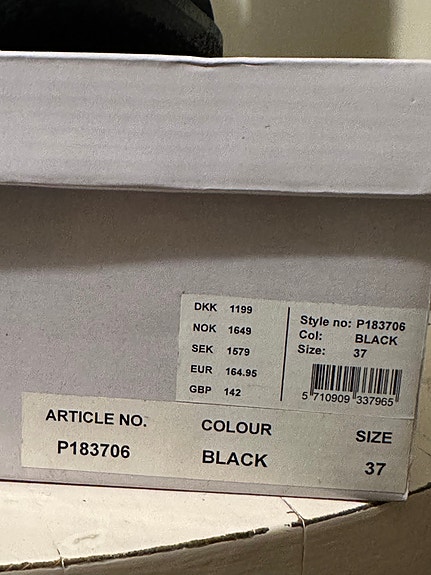 DKK 1199
NOK 1649
SEK 1579
EUR 164.95
GBP 142
Style no: P183706
Col: BLACK
Size: 37
5 710909 337965
ARTICLE NO. COLOUR SIZE
P183706 BLACK 37